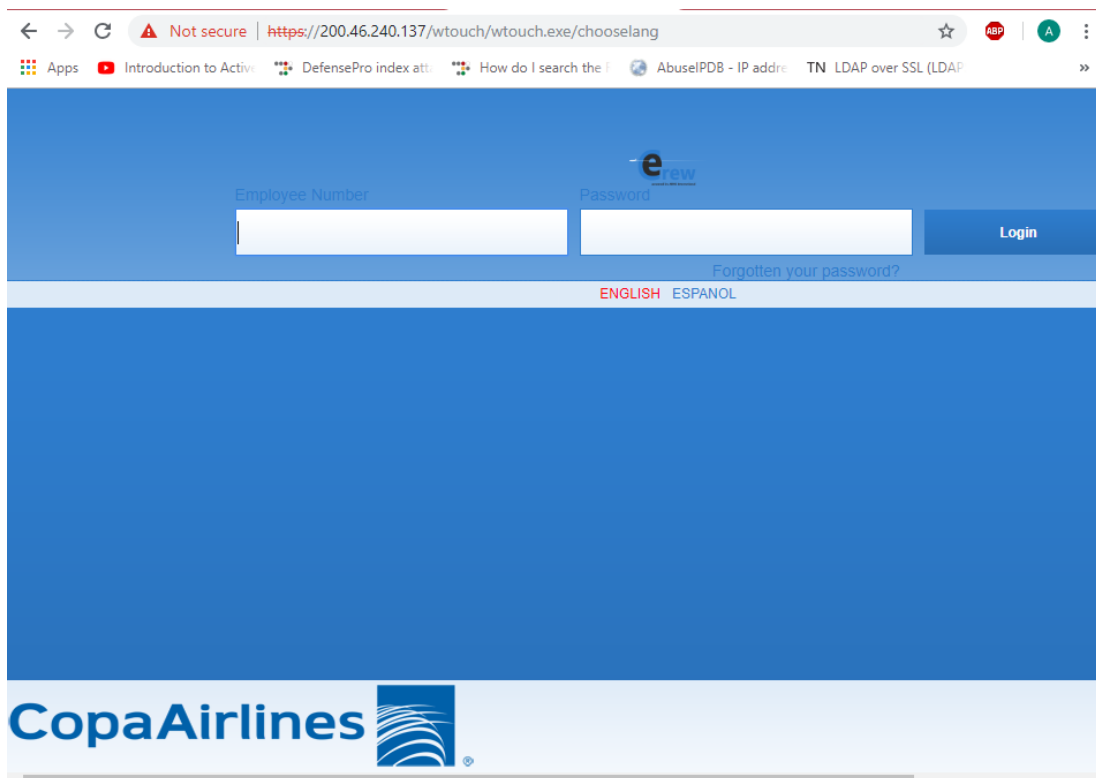 Not secure | https://200.46.240.137/wtouch/wtouch.exe/chooselang ABP A
Apps Introduction to Activ DefensePro index att How do I search the F AbuseIPDB - IP addre TN LDAP over SSL (LDAP »
erew
Employee Number Password
Login
Forgotten your password?
ENGLISH ESPANOL
CopaAirlines ®